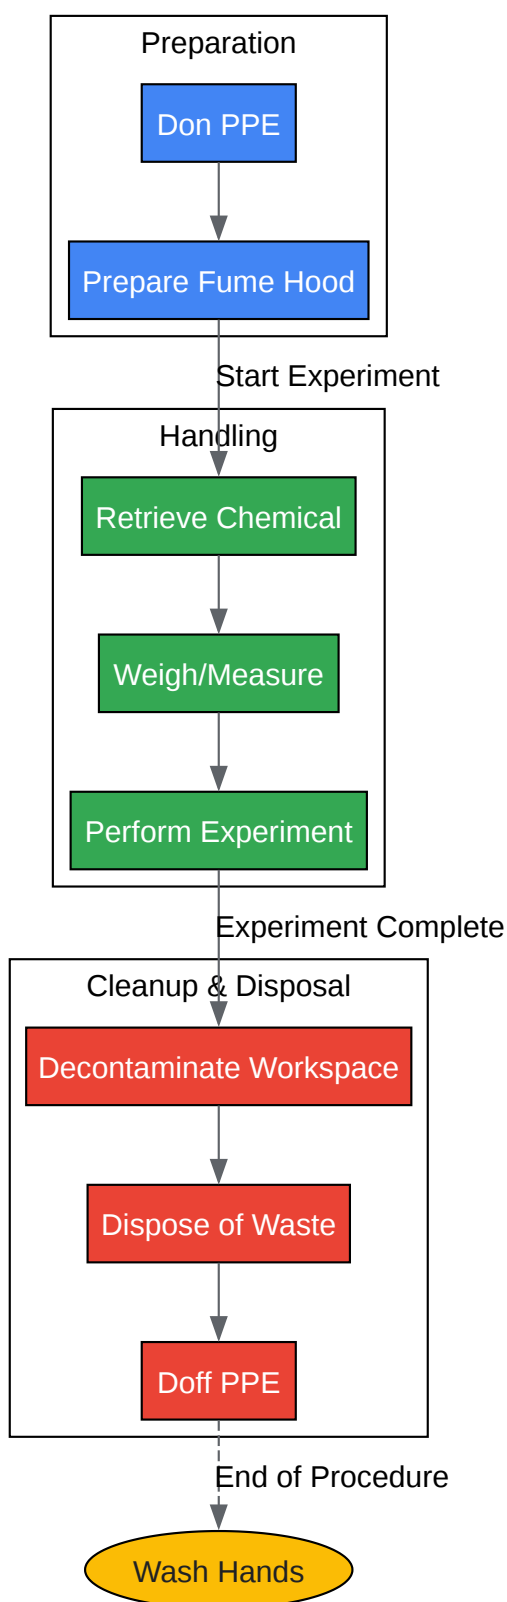 Preparation
Don PPE
Prepare Fume Hood
Start Experiment
Handling
Retrieve Chemical
Weigh/Measure
Perform Experiment
Experiment Complete
Cleanup & Disposal
Decontaminate Workspace
Dispose of Waste
Doff PPE
End of Procedure
Wash Hands